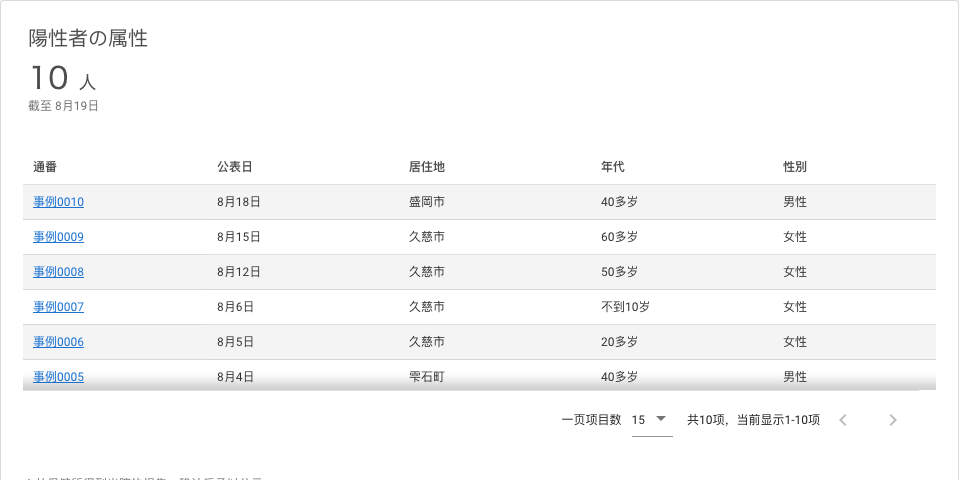 陽性者の属性
10 人
截至 8月19日
通番 公表日 居住地 年代 性別
事例0010 8月18日 盛岡市 40多岁 男性
事例0009 8月15日 久慈市 60多岁 女性
事例0008 8月12日 久慈市 50多岁 女性
事例0007 8月6日 久慈市 不到10岁 女性
事例0006 8月5日 久慈市 20多岁 女性
事例0005 8月4日 雫石町 40多岁 男性
一页项目数 15 共10项，当前显示1-10项